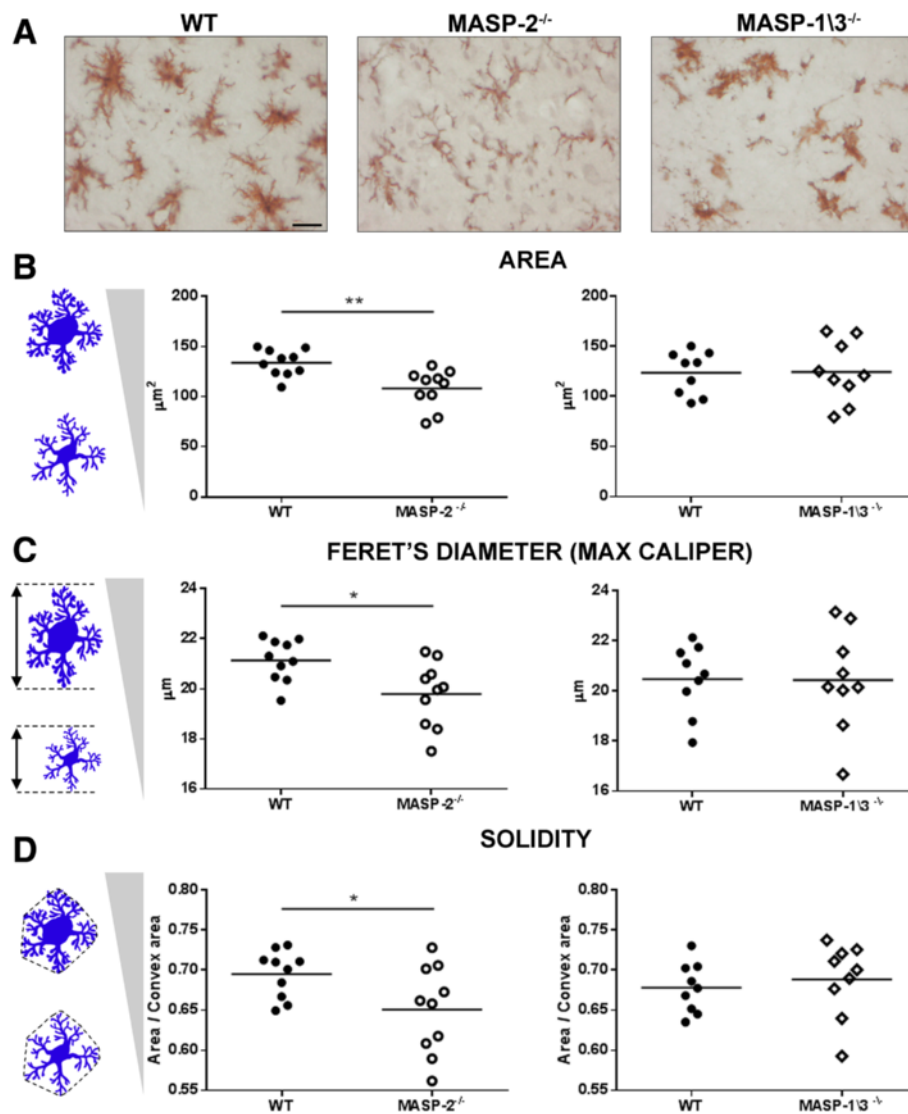 A
WT
MASP-2-/-
MASP-1\3-/-
B
AREA
200
150
100
50
0
µm2
**
WT
MASP-2-/-
200
150
100
50
0
µm2
WT
MASP-1\3-/-
C
FERET'S DIAMETER (MAX CALIPER)
24
22
20
18
16
µm
*
WT
MASP-2-/-
24
22
20
18
16
µm
WT
MASP-1\3-/-
D
SOLIDITY
0.80
0.75
0.70
0.65
0.60
0.55
Area / Convex area
*
WT
MASP-2-/-
0.80
0.75
0.70
0.65
0.60
0.55
Area / Convex area
WT
MASP-1\3-/-